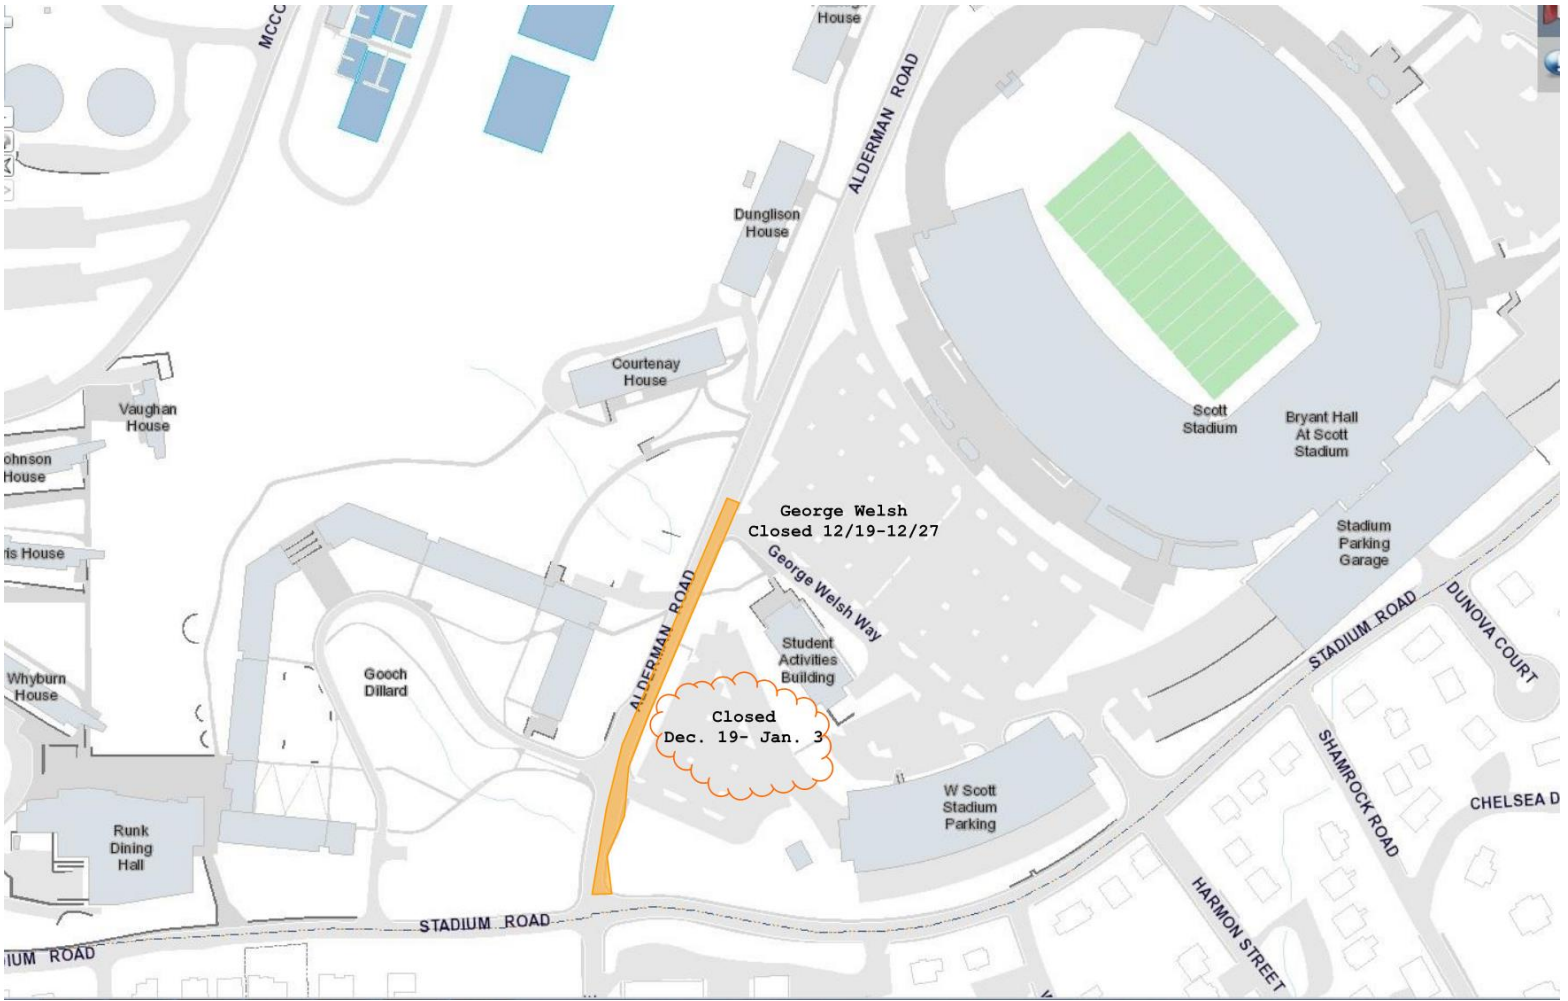 House
MCCO
ALDERMAN ROAD
Dunglison
House
Courtenay
House
Vaughan
House
Scott
Stadium
Bryant Hall
At Scott
Stadium
ohnson
House
George Welsh
Closed 12/19-12/27
Stadium
Parking
Garage
ris House
George Welsh Way
ALDERMAN ROAD
STADIUM ROAD
DUNOVA COURT
Student
Activities
Building
Gooch
Dillard
Whyburn
House
Closed
Dec. 19- Jan. 3
SHAMROCK ROAD
W Scott
Stadium
Parking
CHELSEA D
Runk
Dining
Hall
HARMON STREET
STADIUM ROAD
IUM ROAD